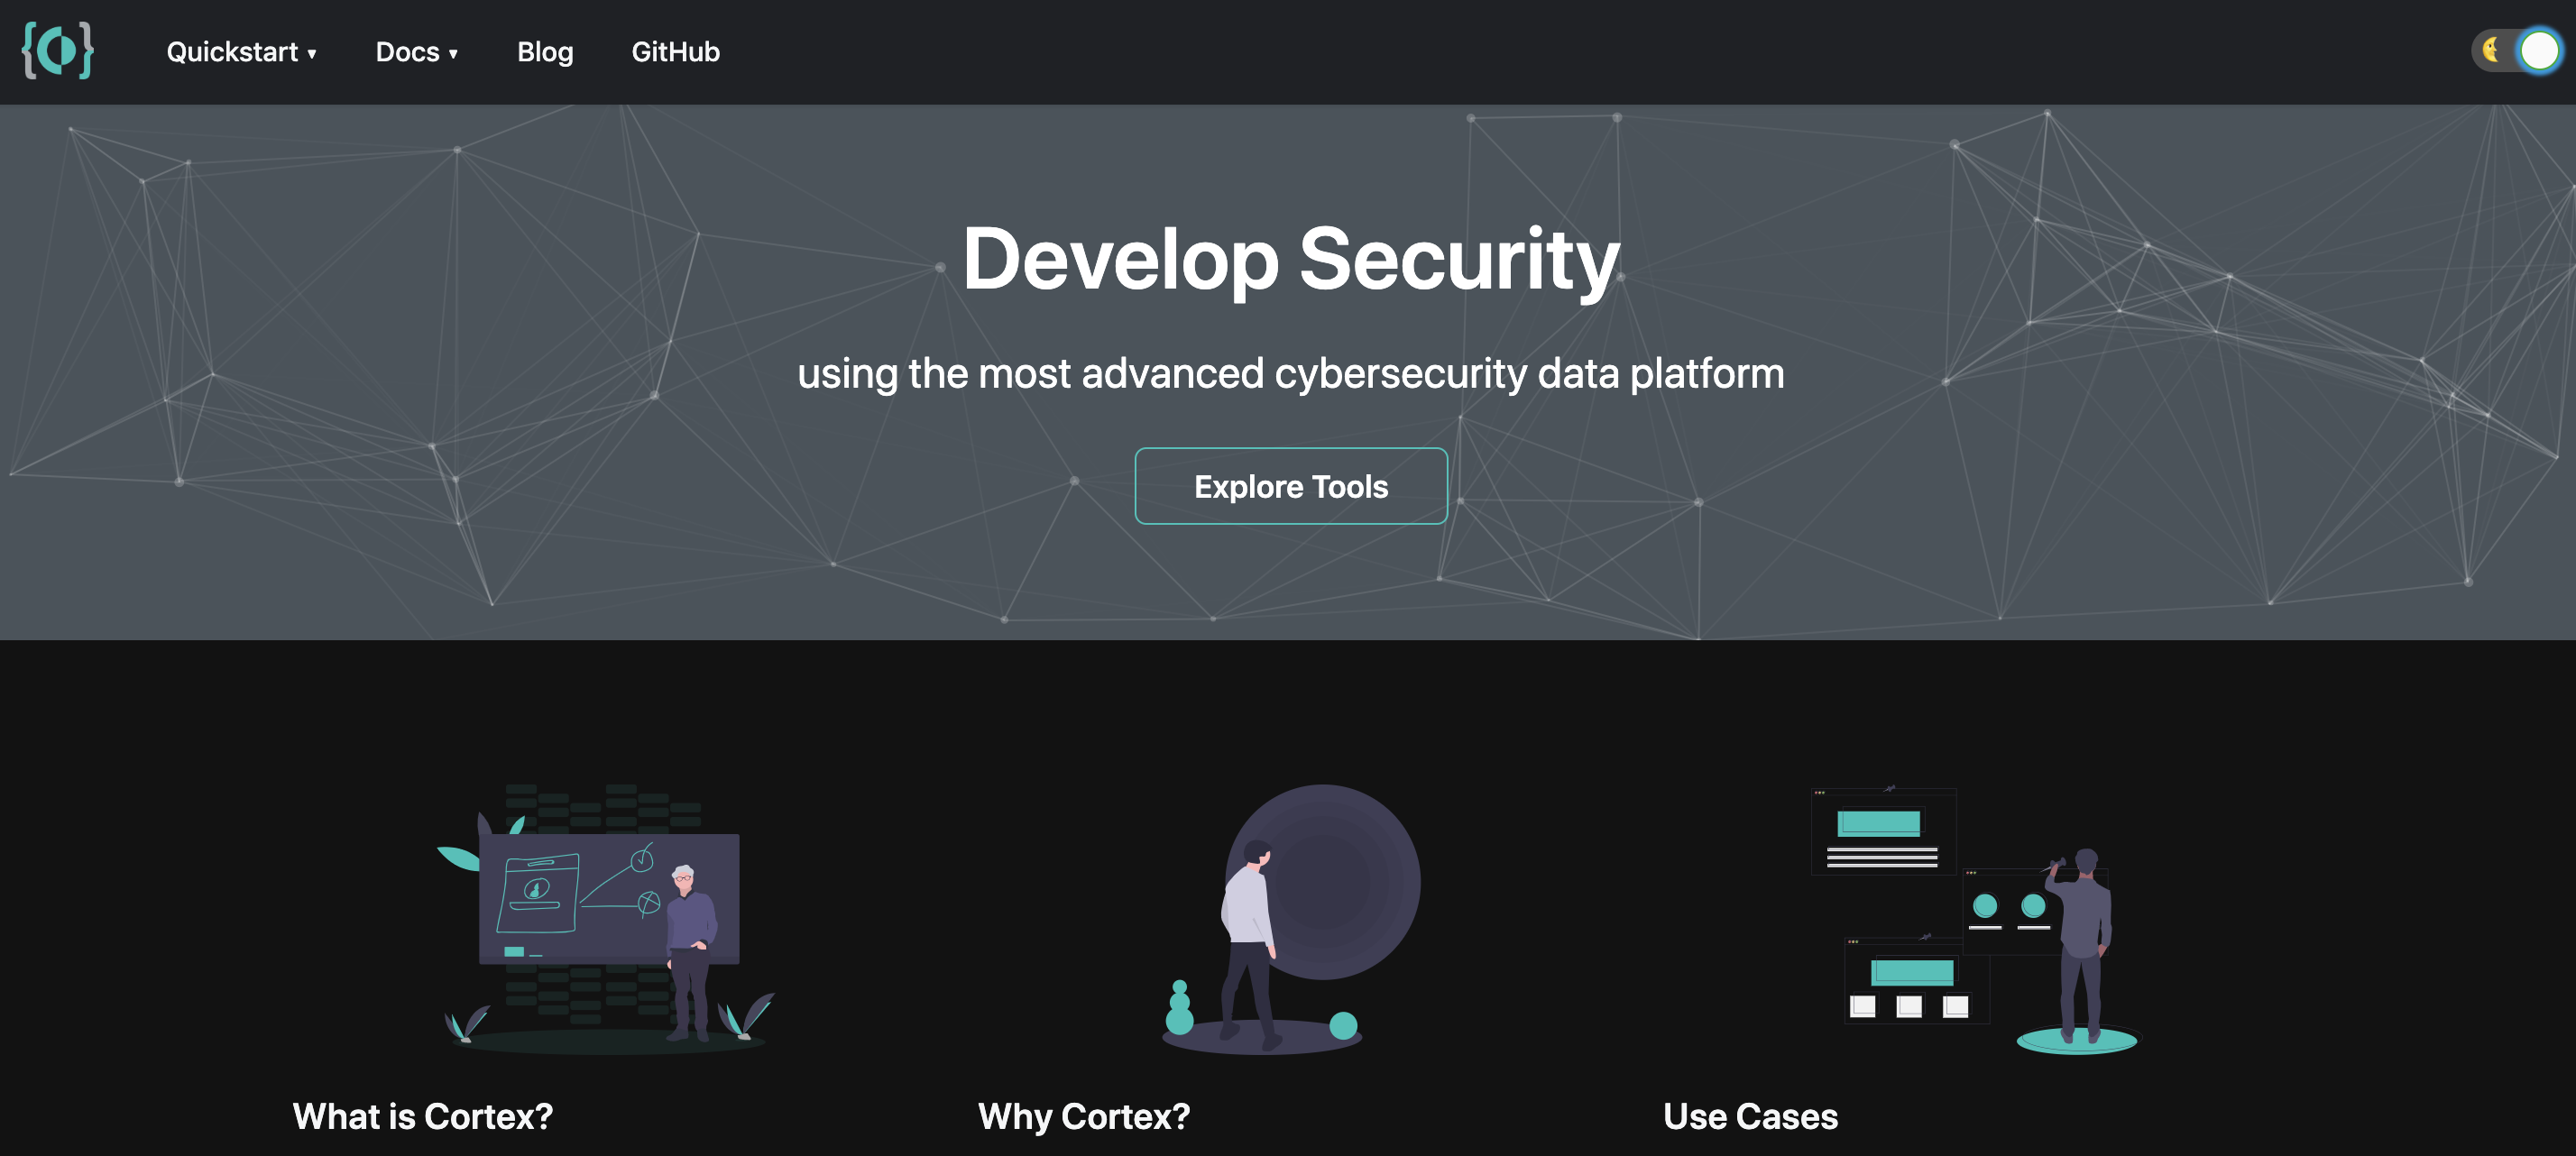 Quickstart ▾ Docs ▾ Blog GitHub
Develop Security
using the most advanced cybersecurity data platform
Explore Tools
What is Cortex? Why Cortex? Use Cases